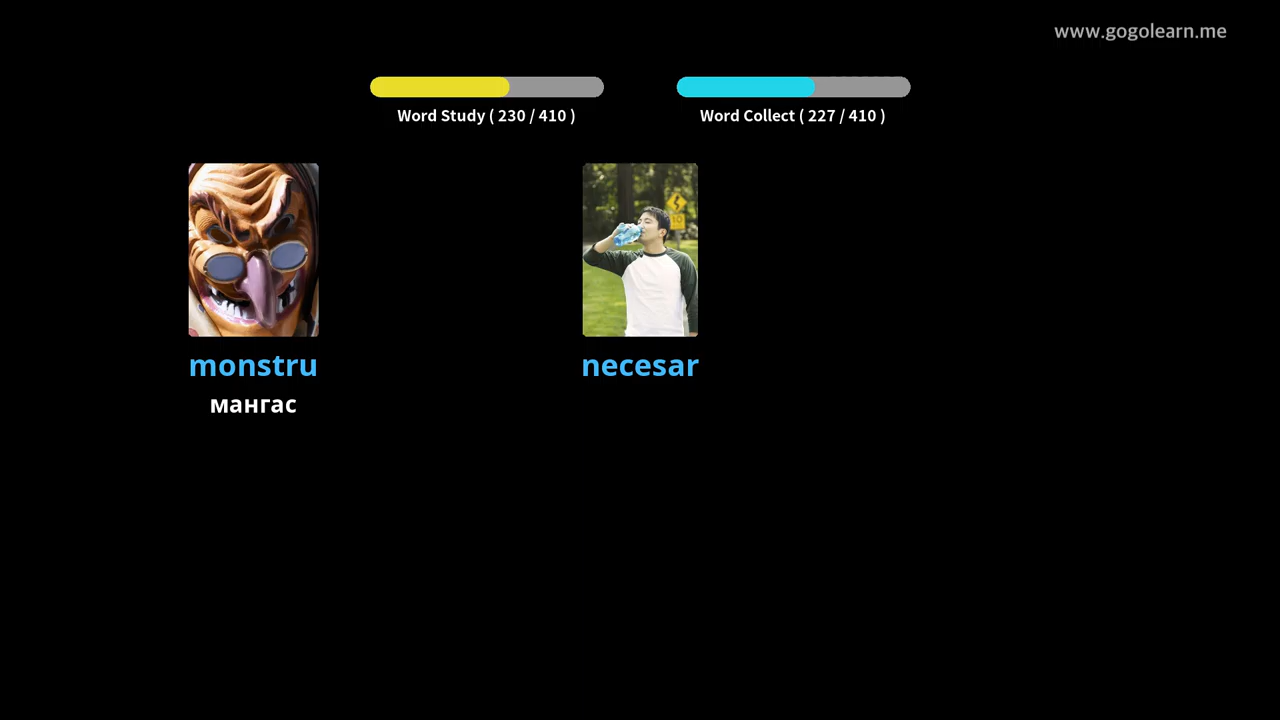 www.gogolearn.me
Word Study ( 230 / 410 )
Word Collect ( 227 / 410 )
monstru
мангас
necesar